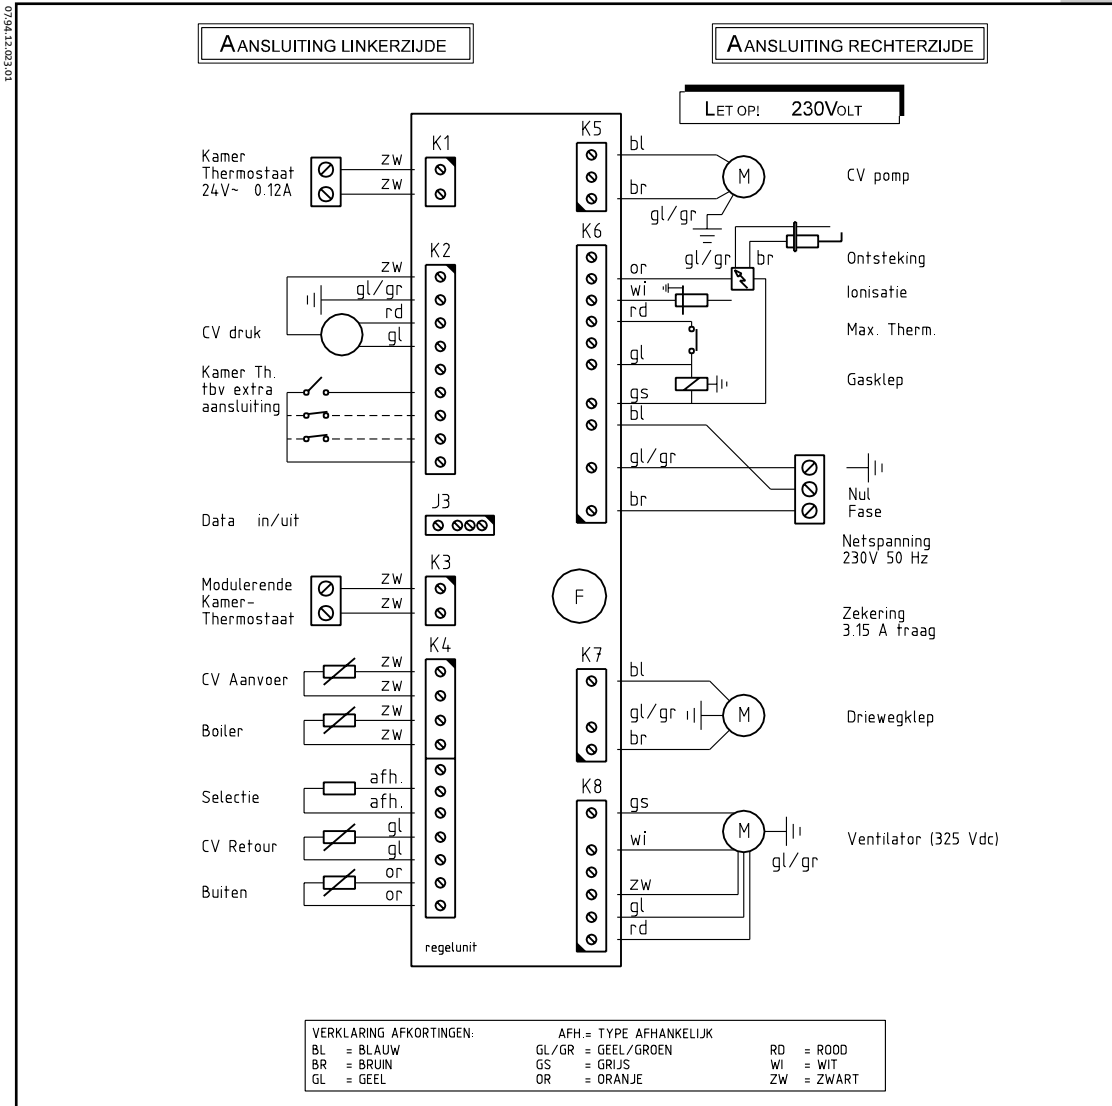 07.94.12.023.01
AANSLUITING LINKERZIJDE
AANSLUITING RECHTERZIJDE
LET OP! 230VOLT
Kamer
Thermostaat
24V~ 0.12A
zw
zw
K1
K2
zw
gl/gr
rd
gl
CV druk
Kamer Th.
tbv extra
aansluiting
J3
Data in/uit
K3
Modulerende
Kamer-
Thermostaat
zw
zw
K4
CV Aanvoer
zw
zw
Boiler
zw
zw
Selectie
afh.
afh.
CV Retour
gl
gl
Buiten
or
or
regelunit
K5
bl
br
gl/gr
M
CV pomp
K6
gl/gr
br
or
wi
rd
gl
gs
bl
gl/gr
br
Ontsteking
Ionisatie
Max. Therm.
Gasklep
Nul
Fase
Netspanning
230V 50 Hz
F
Zekering
3.15 A traag
K7
bl
gl/gr
br
M
Driewegklep
K8
gs
wi
zw
gl
rd
M
gl/gr
Ventilator (325 Vdc)
VERKLARING AFKORTINGEN: AFH.= TYPE AFHANKELIJK
BL = BLAUW GL/GR = GEEL/GROEN RD = ROOD
BR = BRUIN GS = GRIJS WI = WIT
GL = GEEL OR = ORANJE ZW = ZWART